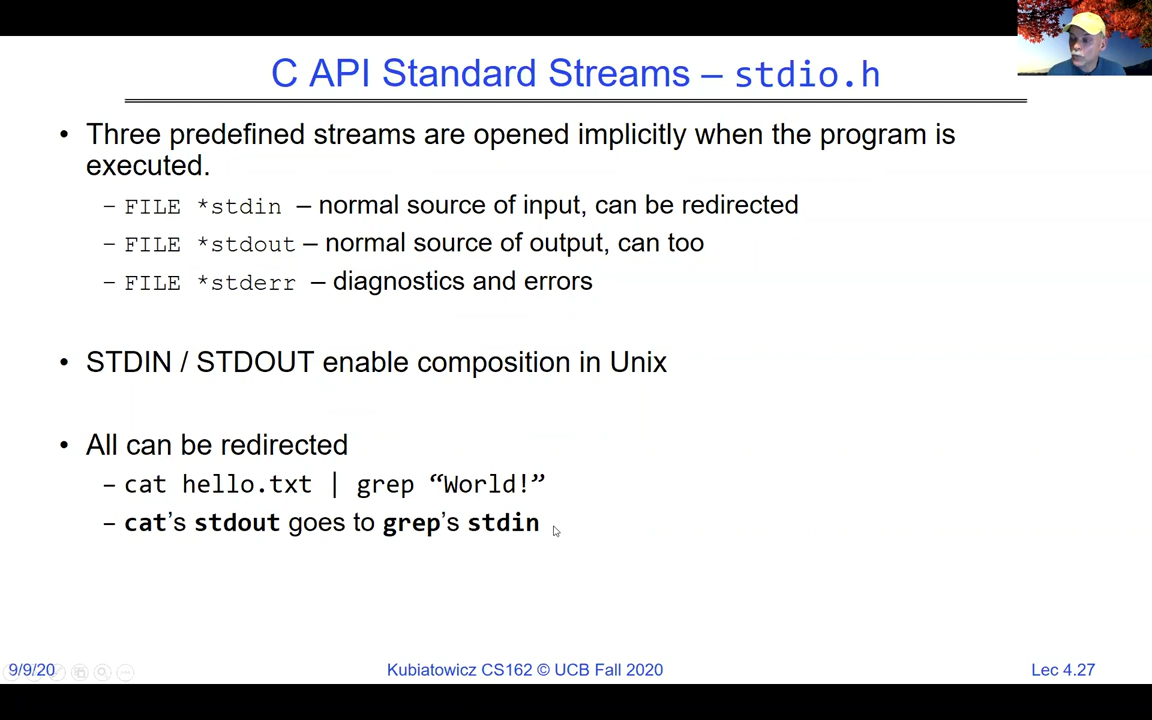 C API Standard Streams – stdio.h
• Three predefined streams are opened implicitly when the program is
executed.
– FILE *stdin – normal source of input, can be redirected
– FILE *stdout – normal source of output, can too
– FILE *stderr – diagnostics and errors
• STDIN / STDOUT enable composition in Unix
• All can be redirected
– cat hello.txt | grep “World!”
– cat’s stdout goes to grep’s stdin
9/9/20
Kubiatowicz CS162 © UCB Fall 2020
Lec 4.27